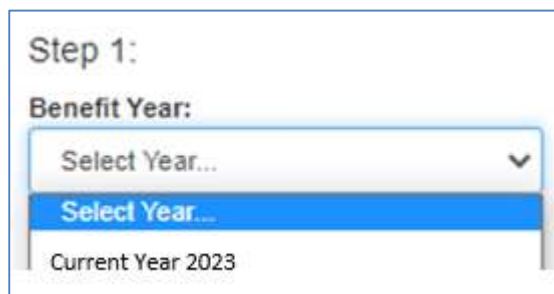 Step 1:
Benefit Year:
Select Year...
Select Year...
Current Year 2023